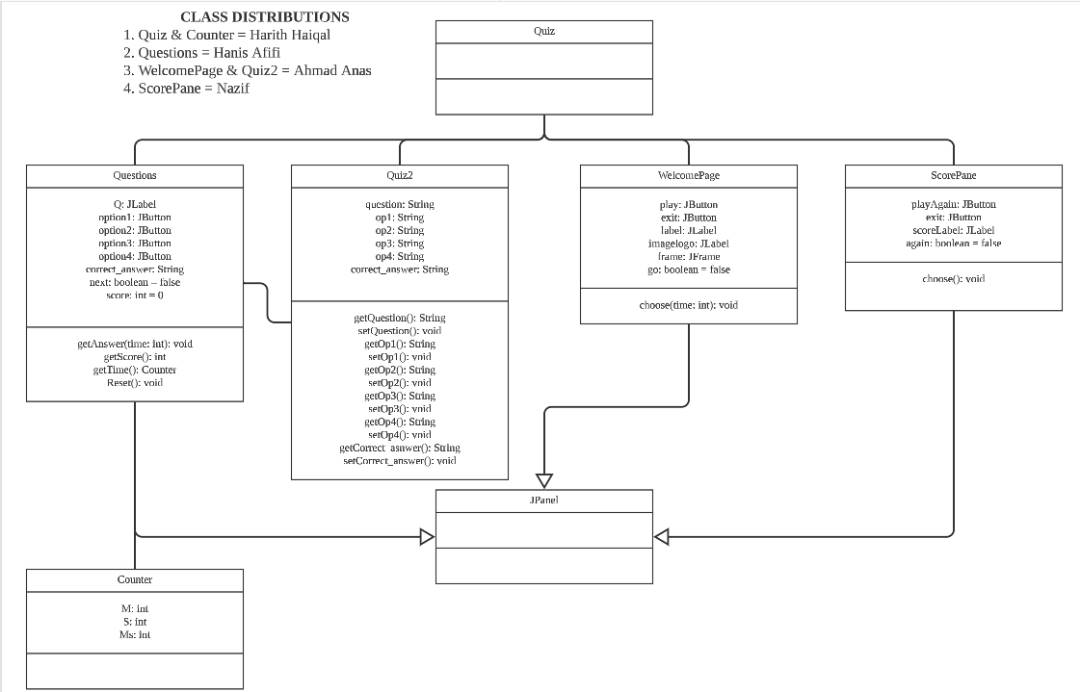 CLASS DISTRIBUTIONS
1. Quiz & Counter = Harith Haiqal
2. Questions = Hanis Afifi
3. WelcomePage & Quiz2 = Ahmad Anas
4. ScorePane = Nazif
Quiz
Questions
Q: JLabel
option1: JButton
option2: JButton
option3: JButton
option4: JButton
correct_answer: String
next: boolean = false
score: int = 0
getAnswer(time: int): void
getScore(): int
getTime(): Counter
Reset(): void
Quiz2
question: String
op1: String
op2: String
op3: String
op4: String
correct_answer: String
getQuestion(): String
setQuestion(): void
getOp1(): String
setOp1(): void
getOp2(): String
setOp2(): void
getOp3(): String
setOp3(): void
getOp4(): String
setOp4(): void
getCorrect_asnwer(): String
setCorrect_answer(): void
WelcomePage
play: JButton
exit: JButton
label: JLabel
imagelogo: JLabel
frame: JFrame
go: boolean = false
choose(time: int): void
ScorePane
playAgain: JButton
exit: JButton
scoreLabel: JLabel
again: boolean = false
choose(): void
JPanel
Counter
M: int
S: int
Ms: int